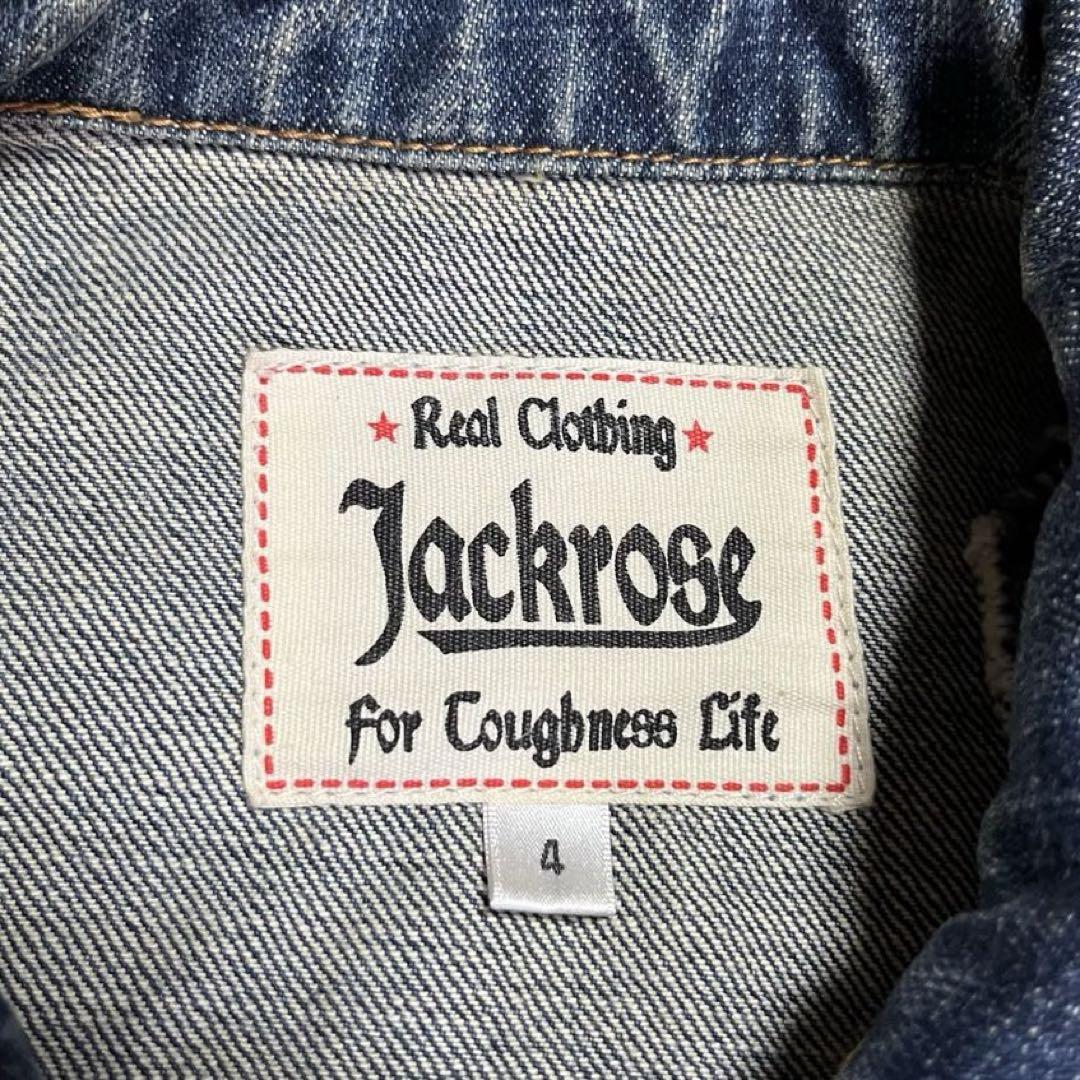 Real Clothing
Jackrose
for Toughness Life
4